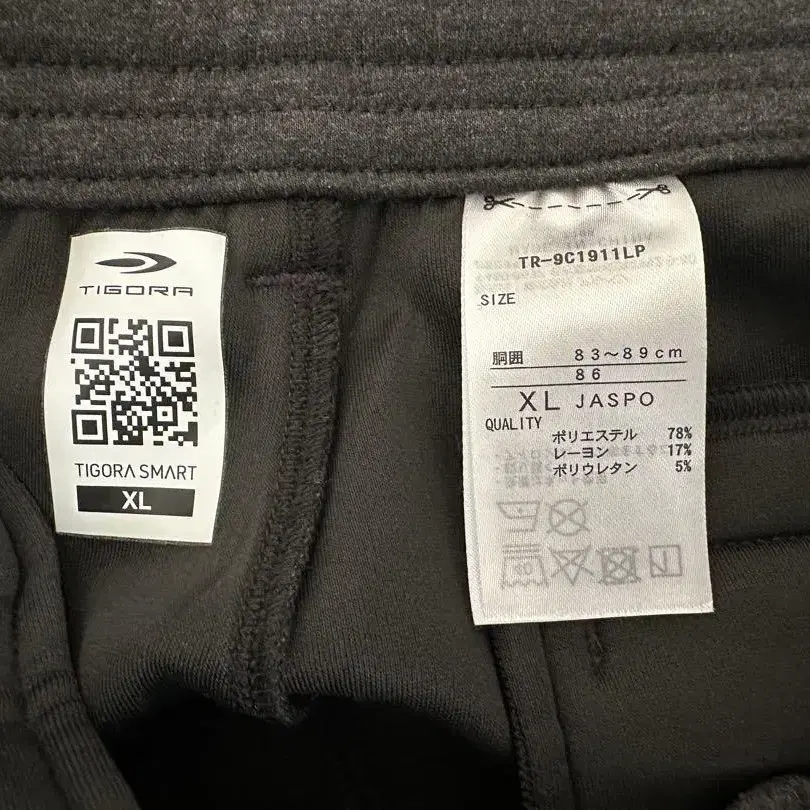 TIGORA
TIGORA SMART
XL
TR-9C1911LP
SIZE
胴囲 83〜89cm
86
XL JASPO
QUALITY
ポリエステル 78%
レーヨン 17%
ポリウレタン 5%